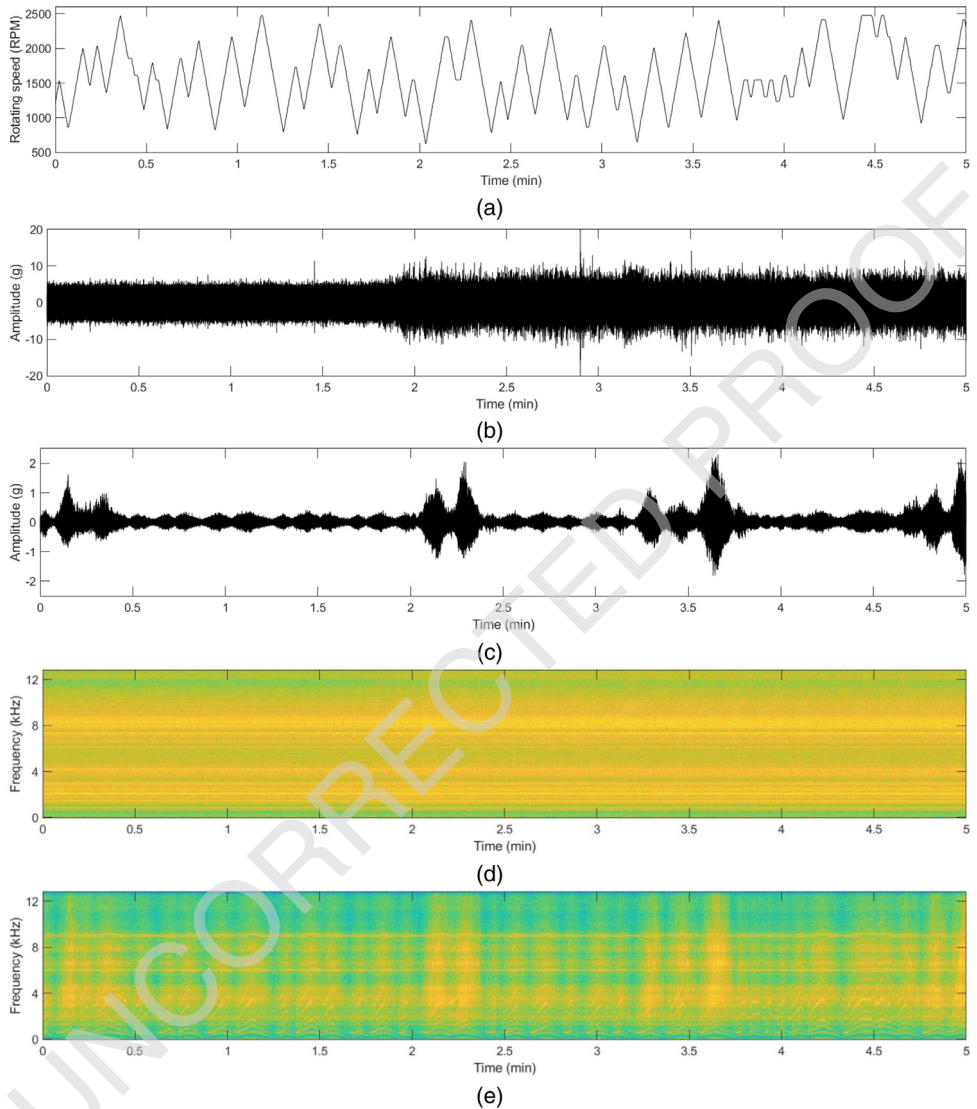 2500
2000
1500
1000
500
Rotating speed (RPM)
0 0.5 1 1.5 2 2.5 3 3.5 4 4.5 5
Time (min)
(a)
20
10
0
-10
-20
Amplitude (g)
0 0.5 1 1.5 2 2.5 3 3.5 4 4.5 5
Time (min)
(b)
2
1
0
-1
-2
Amplitude (g)
0 0.5 1 1.5 2 2.5 3 3.5 4 4.5 5
Time (min)
(c)
12
8
4
0
Frequency (kHz)
0 0.5 1 1.5 2 2.5 3 3.5 4 4.5 5
Time (min)
(d)
12
8
4
0
Frequency (kHz)
0 0.5 1 1.5 2 2.5 3 3.5 4 4.5 5
Time (min)
(e)
UNCORRECTED PROOF